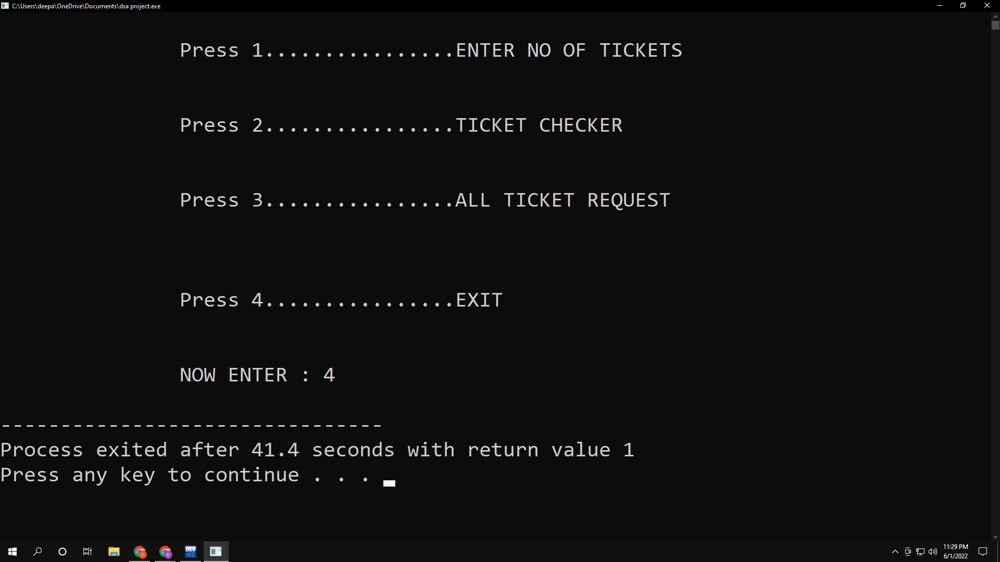 C:\Users\deepa\OneDrive\Documents\dsa project.exe
Press 1................ENTER NO OF TICKETS
Press 2................TICKET CHECKER
Press 3................ALL TICKET REQUEST
Press 4................EXIT
NOW ENTER : 4
--------------------------------
Process exited after 41.4 seconds with return value 1
Press any key to continue . . .
D
K
DEV
C++
11:29 PM
6/1/2022